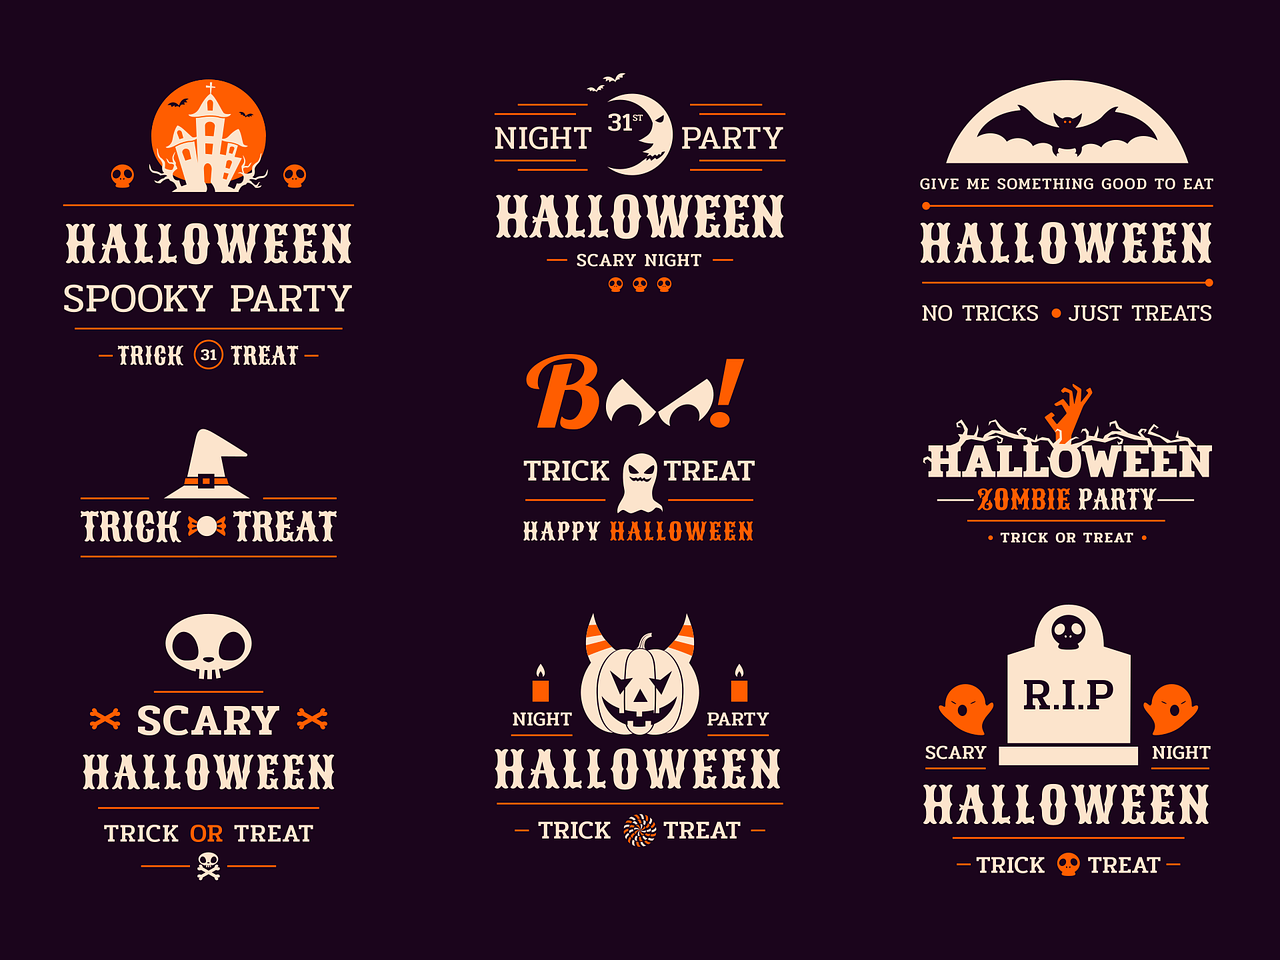 HALLOWEEN
SPOOKY PARTY
TRICK 31 TREAT
NIGHT 31ST PARTY
HALLOWEEN
SCARY NIGHT
GIVE ME SOMETHING GOOD TO EAT
HALLOWEEN
NO TRICKS • JUST TREATS
TRICK TREAT
B !
TRICK TREAT
HAPPY HALLOWEEN
HALLOWEEN
ZOMBIE PARTY
• TRICK OR TREAT •
SCARY
HALLOWEEN
TRICK OR TREAT
NIGHT PARTY
HALLOWEEN
TRICK TREAT
R.I.P
SCARY NIGHT
HALLOWEEN
TRICK TREAT